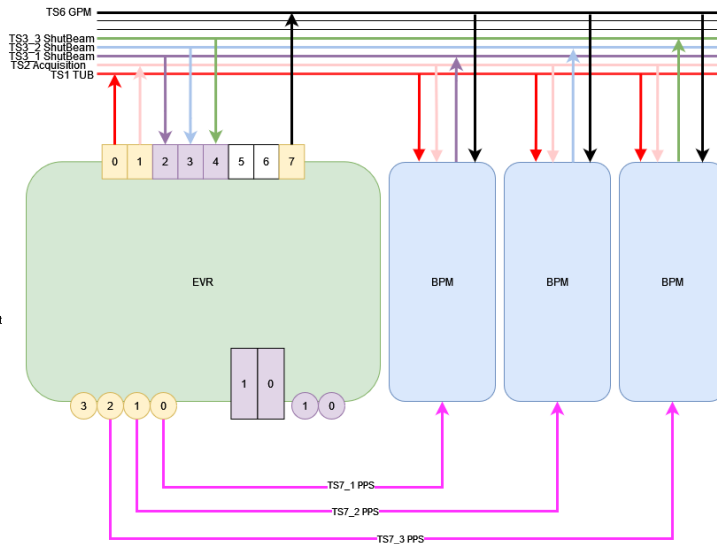 TS6 GPM
TS3_3 ShutBeam
TS3_2 ShutBeam
TS3_1 ShutBeam
TS2 Acquisition
TS1 TUB
0 1 2 3 4 5 6 7
EVR
BPM
BPM
BPM
t
1 0
3 2 1 0
1 0
TS7_1 PPS
TS7_2 PPS
TS7_3 PPS